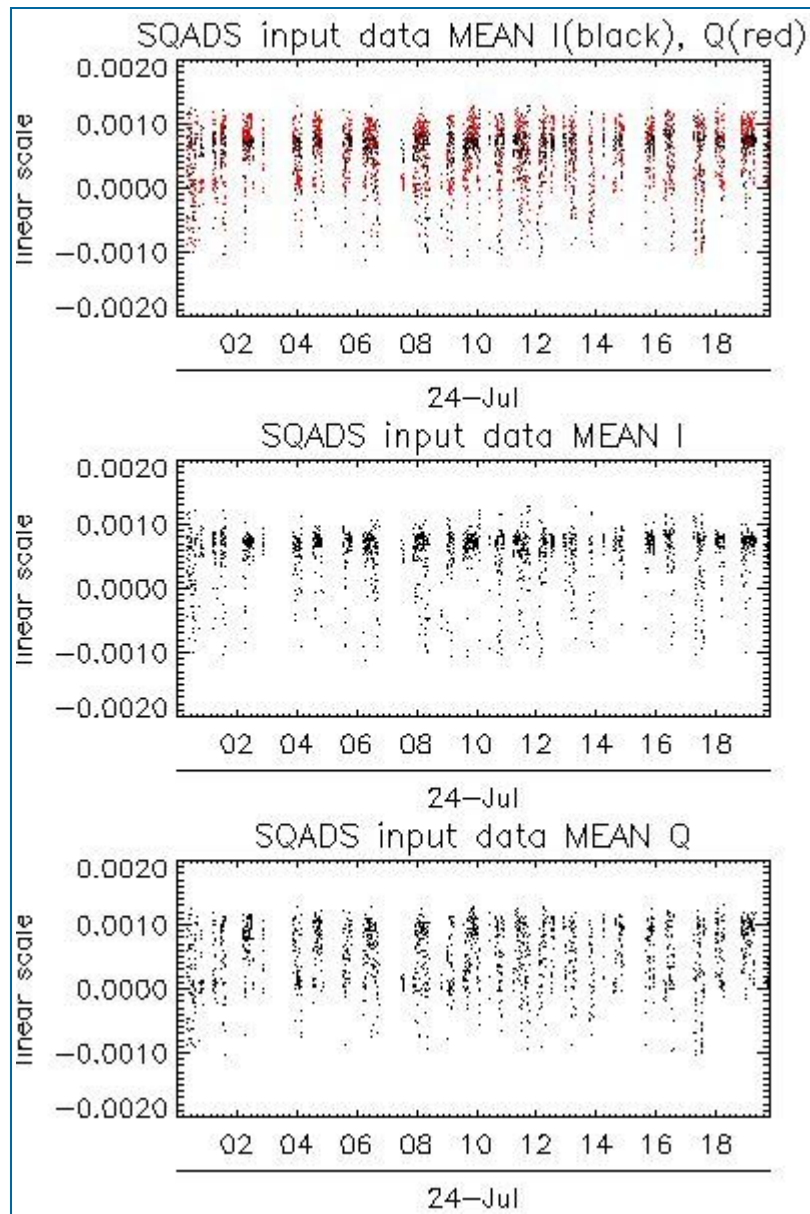 SQADS input data MEAN I(black), Q(red)
0.0020
0.0010
0.0000
−0.0010
−0.0020
linear scale
02 04 06 08 10 12 14 16 18
24−Jul
SQADS input data MEAN I
0.0020
0.0010
0.0000
−0.0010
−0.0020
linear scale
02 04 06 08 10 12 14 16 18
24−Jul
SQADS input data MEAN Q
0.0020
0.0010
0.0000
−0.0010
−0.0020
linear scale
02 04 06 08 10 12 14 16 18
24−Jul